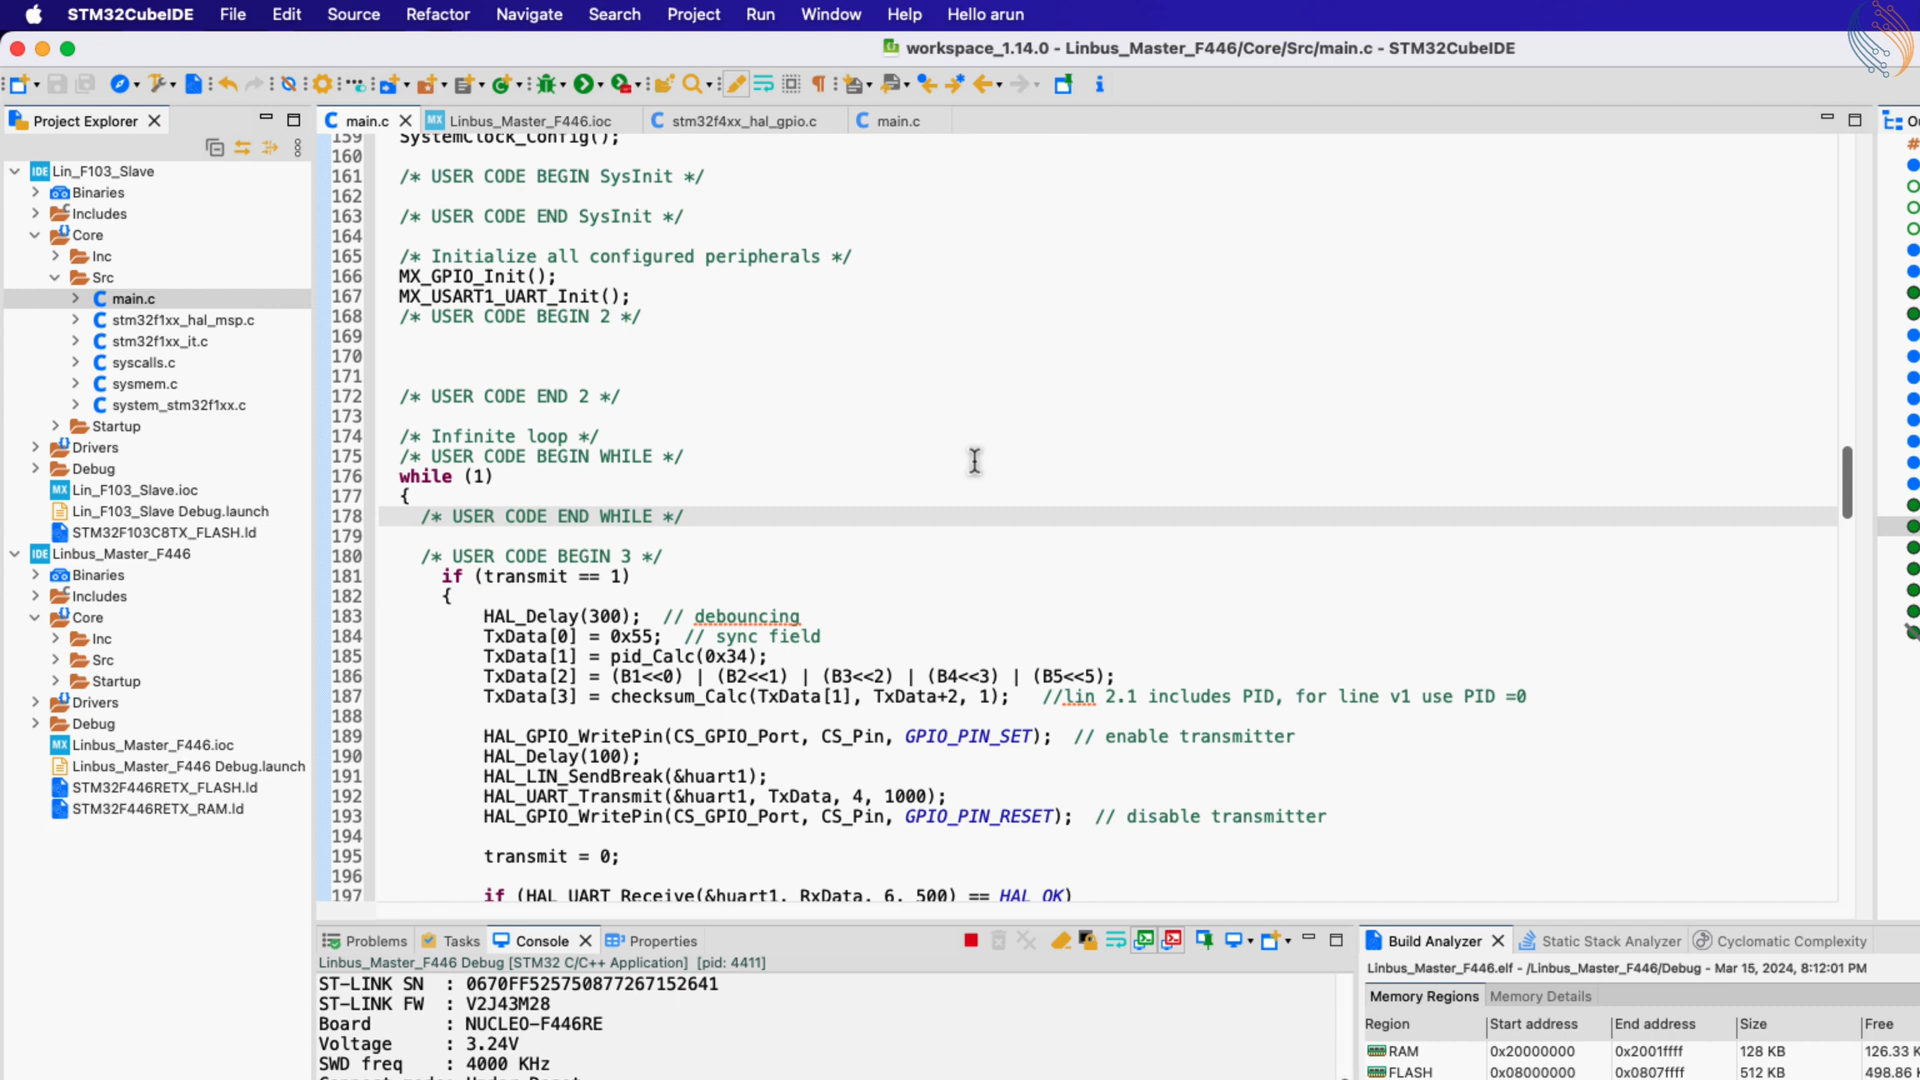 STM32CubeIDE File Edit Source Refactor Navigate Search Project Run Window Help Hello arun
workspace_1.14.0 - Linbus_Master_F446/Core/Src/main.c - STM32CubeIDE
Project Explorer
Lin_F103_Slave
Binaries
Includes
Core
Inc
Src
main.c
stm32f1xx_hal_msp.c
stm32f1xx_it.c
syscalls.c
sysmem.c
system_stm32f1xx.c
Startup
Drivers
Debug
Lin_F103_Slave.ioc
Lin_F103_Slave Debug.launch
STM32F103C8TX_FLASH.ld
Linbus_Master_F446
Binaries
Includes
Core
Inc
Src
Startup
Drivers
Debug
Linbus_Master_F446.ioc
Linbus_Master_F446 Debug.launch
STM32F446RETX_FLASH.ld
STM32F446RETX_RAM.ld
main.c Linbus_Master_F446.ioc stm32f4xx_hal_gpio.c main.c
159 SystemClock_Config();
160
161 /* USER CODE BEGIN SysInit */
162
163 /* USER CODE END SysInit */
164
165 /* Initialize all configured peripherals */
166 MX_GPIO_Init();
167 MX_USART1_UART_Init();
168 /* USER CODE BEGIN 2 */
169
170
171
172 /* USER CODE END 2 */
173
174 /* Infinite loop */
175 /* USER CODE BEGIN WHILE */
176 while (1)
177 {
178 /* USER CODE END WHILE */
179
180 /* USER CODE BEGIN 3 */
181 if (transmit == 1)
182 {
183 HAL_Delay(300); // debouncing
184 TxData[0] = 0x55; // sync field
185 TxData[1] = pid_Calc(0x34);
186 TxData[2] = (B1<<0) | (B2<<1) | (B3<<2) | (B4<<3) | (B5<<5);
187 TxData[3] = checksum_Calc(TxData[1], TxData+2, 1); //lin 2.1 includes PID, for line v1 use PID =0
188
189 HAL_GPIO_WritePin(CS_GPIO_Port, CS_Pin, GPIO_PIN_SET); // enable transmitter
190 HAL_Delay(100);
191 HAL_LIN_SendBreak(&huart1);
192 HAL_UART_Transmit(&huart1, TxData, 4, 1000);
193 HAL_GPIO_WritePin(CS_GPIO_Port, CS_Pin, GPIO_PIN_RESET); // disable transmitter
194
195 transmit = 0;
196
197 if (HAL_UART_Receive(&huart1, RxData, 6, 500) == HAL_OK)
Problems Tasks Console Properties
Linbus_Master_F446 Debug [STM32 C/C++ Application] [pid: 4411]
ST-LINK SN : 0670FF525750877267152641
ST-LINK FW : V2J43M28
Board : NUCLEO-F446RE
Voltage : 3.24V
SWD freq : 4000 KHz
Build Analyzer Static Stack Analyzer Cyclomatic Complexity
Linbus_Master_F446.elf - /Linbus_Master_F446/Debug - Mar 15, 2024, 8:12:01 PM
Memory Regions Memory Details
Region Start address End address Size Free
RAM 0x20000000 0x2001ffff 128 KB 126.33 K
FLASH 0x08000000 0x0807ffff 512 KB 498.86 K